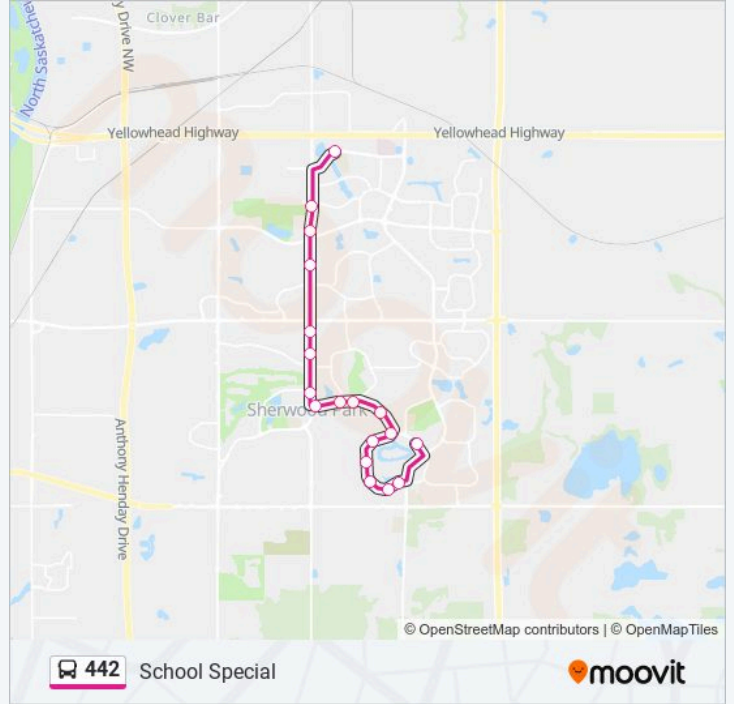 Clover Bar
y Drive NW
North Saskatchew
Yellowhead Highway
Yellowhead Highway
Sherwood Park
Anthony Henday Drive
© OpenStreetMap contributors | © OpenMapTiles
442 School Special
moovit